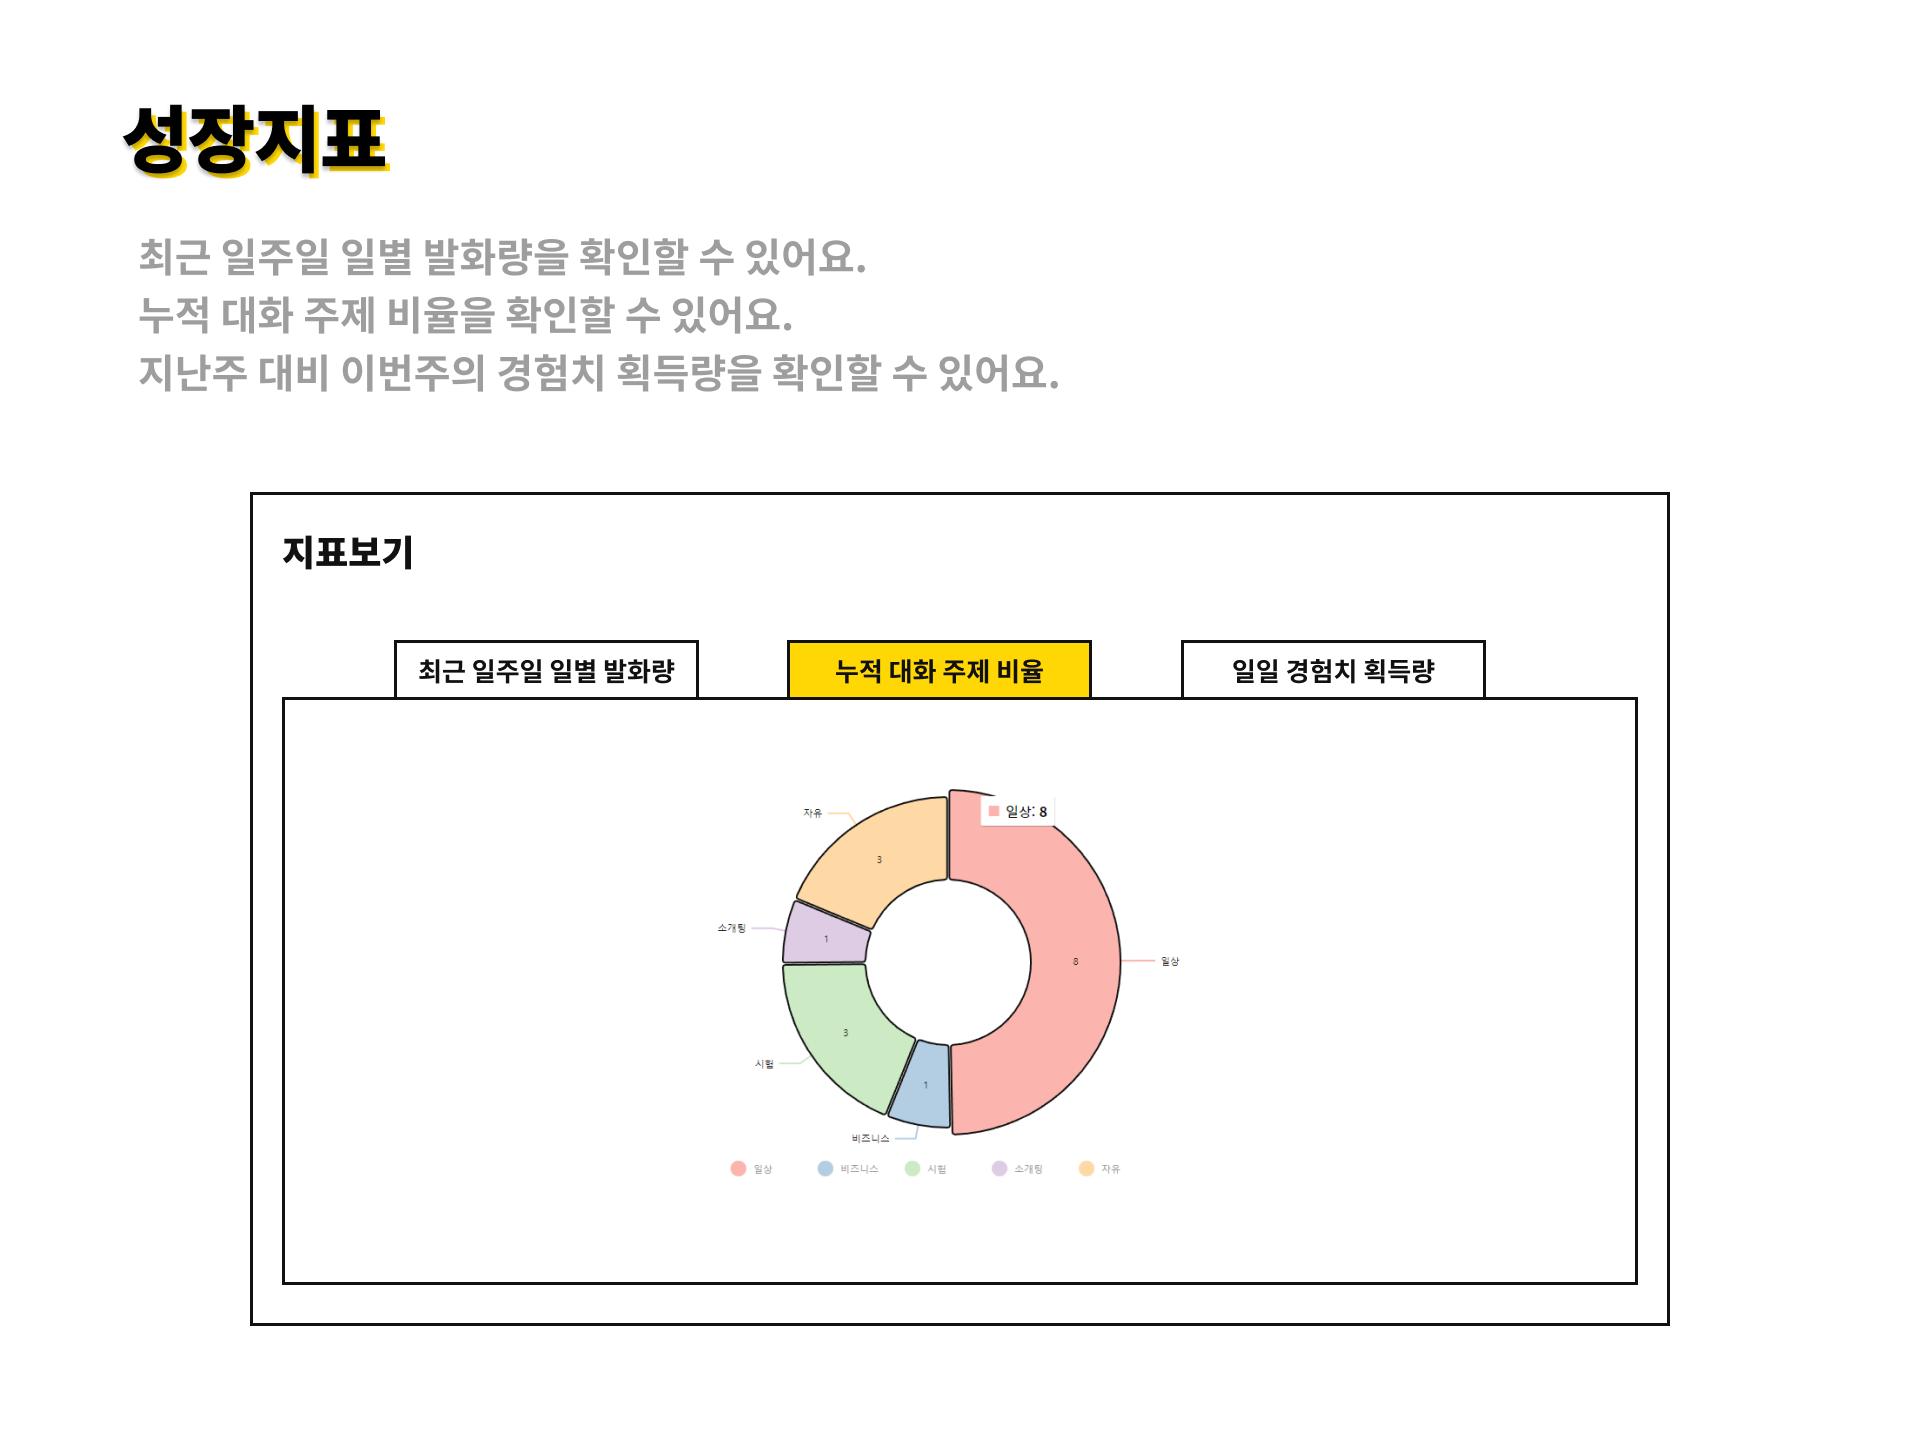 성장지표
최근 일주일 일별 발화량을 확인할 수 있어요.
누적 대화 주제 비율을 확인할 수 있어요.
지난주 대비 이번주의 경험치 획득량을 확인할 수 있어요.
지표보기
최근 일주일 일별 발화량
누적 대화 주제 비율
일일 경험치 획득량
일상: 8
자유
3
소개팅
1
8
일상
3
시험
1
비즈니스
일상
비즈니스
시험
소개팅
자유